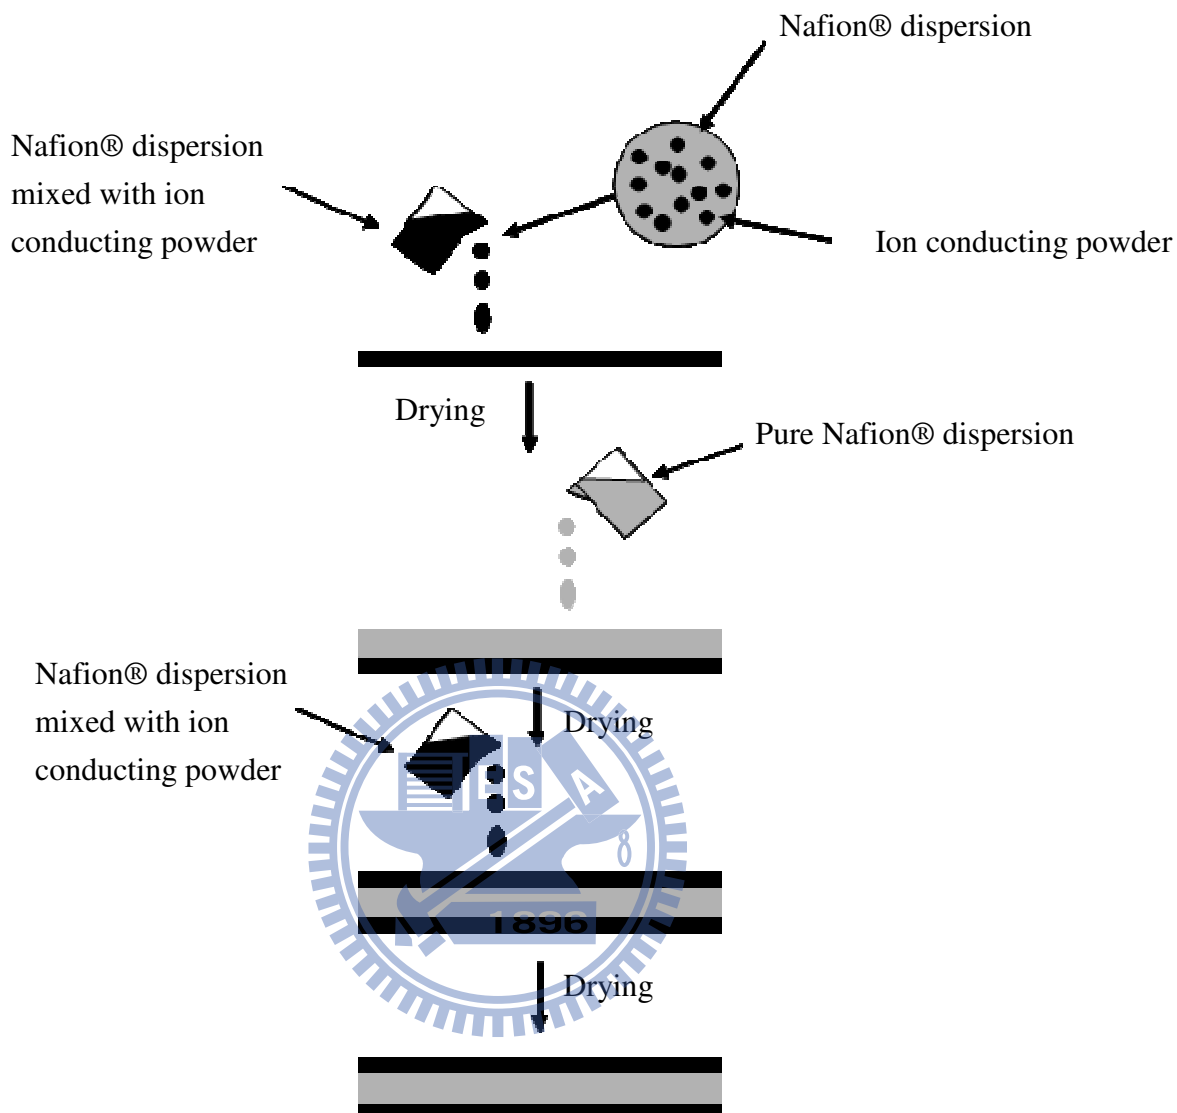 Nafion® dispersion
Nafion® dispersion
mixed with ion
conducting powder
Ion conducting powder
Drying
Pure Nafion® dispersion
Nafion® dispersion
mixed with ion
conducting powder
Drying
E S A
8
1896
Drying